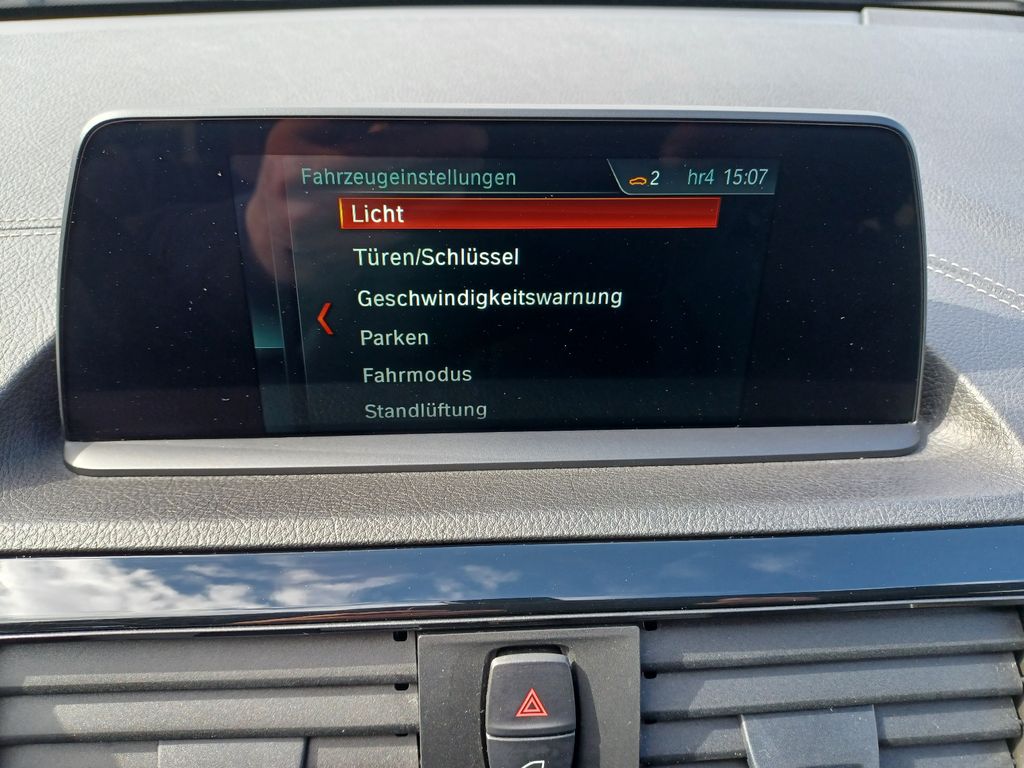 Fahrzeugeinstellungen 2 hr4 15:07
Licht
Türen/Schlüssel
Geschwindigkeitswarnung
Parken
Fahrmodus
Standlüftung